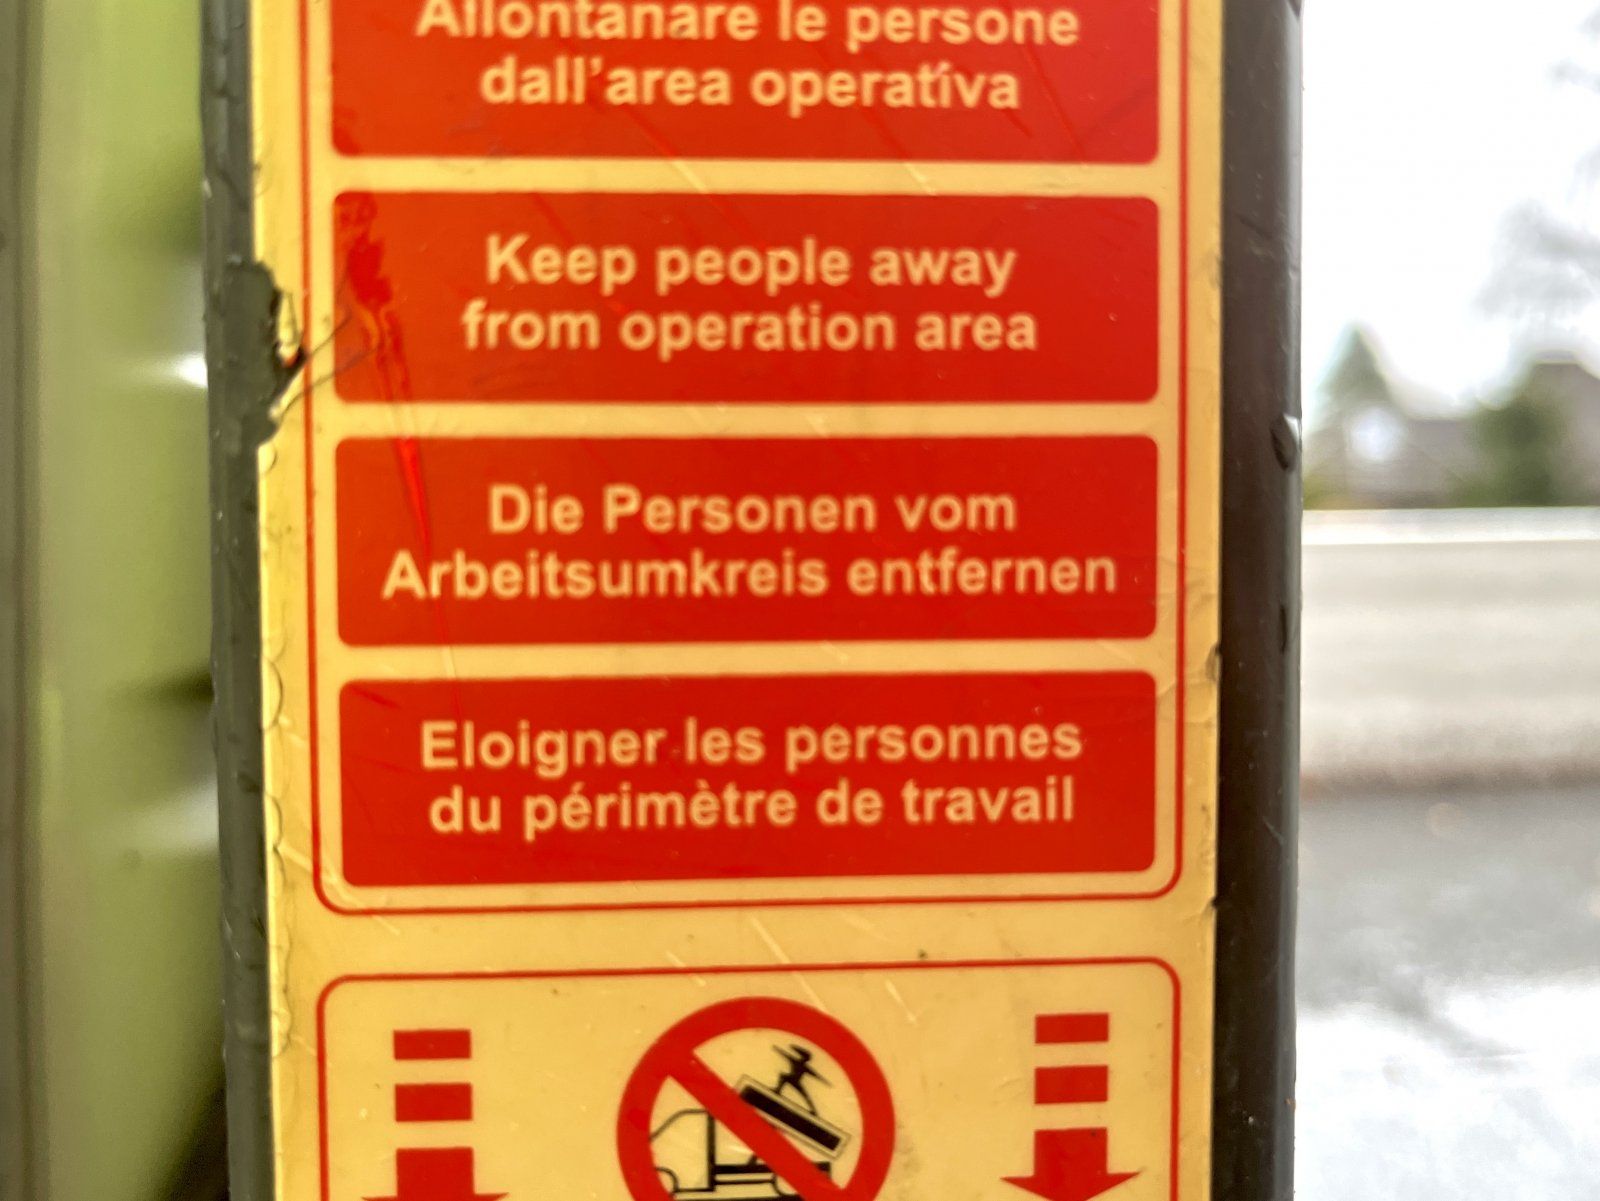 Allontanare le persone
dall'area operativa
Keep people away
from operation area
Die Personen vom
Arbeitsumkreis entfernen
Eloigner les personnes
du périmètre de travail